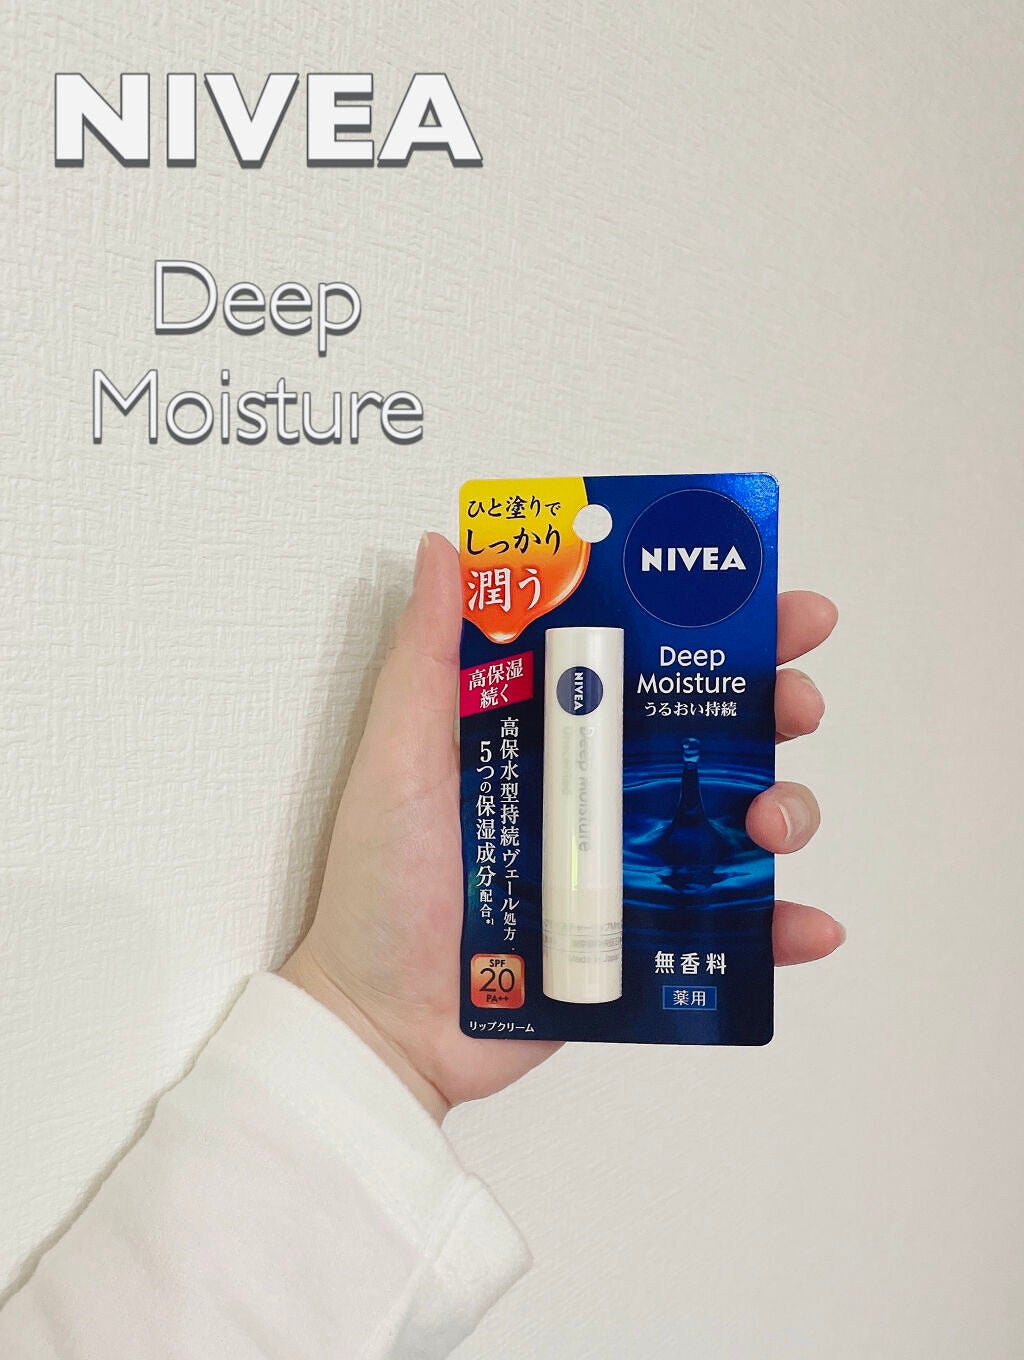 NIVEA
Deep
Moisture
ひと塗りで
しっかり
潤う
NIVEA
Deep
Moisture
うるおい持続
高保湿
続く
高保水型持続ヴェール処方
5つの保湿成分配合*1
NIVEA
Deep Moisture
Unscented
SPF
20
PA++
リップクリーム
無香料
薬用